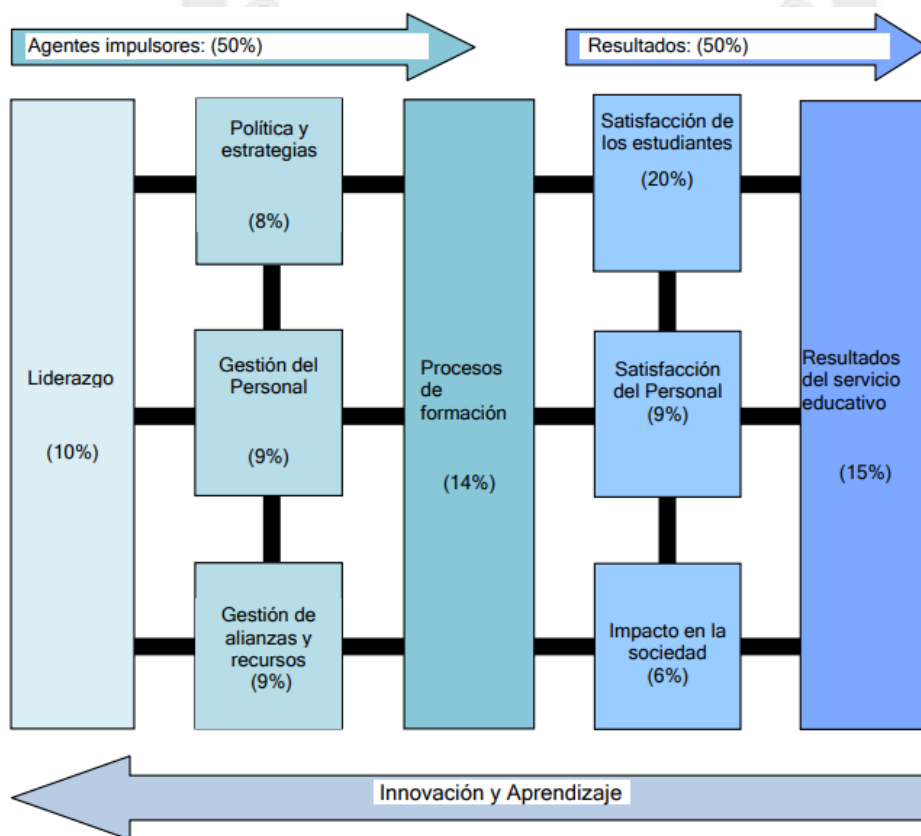 Agentes impulsores: (50%)
Resultados: (50%)
Liderazgo
(10%)
Política y
estrategias
(8%)
Gestión del
Personal
(9%)
Gestión de
alianzas y
recursos
(9%)
Procesos
de
formación
(14%)
Satisfacción de
los estudiantes
(20%)
Satisfacción
del Personal
(9%)
Impacto en la
sociedad
(6%)
Resultados
del servicio
educativo
(15%)
Innovación y Aprendizaje